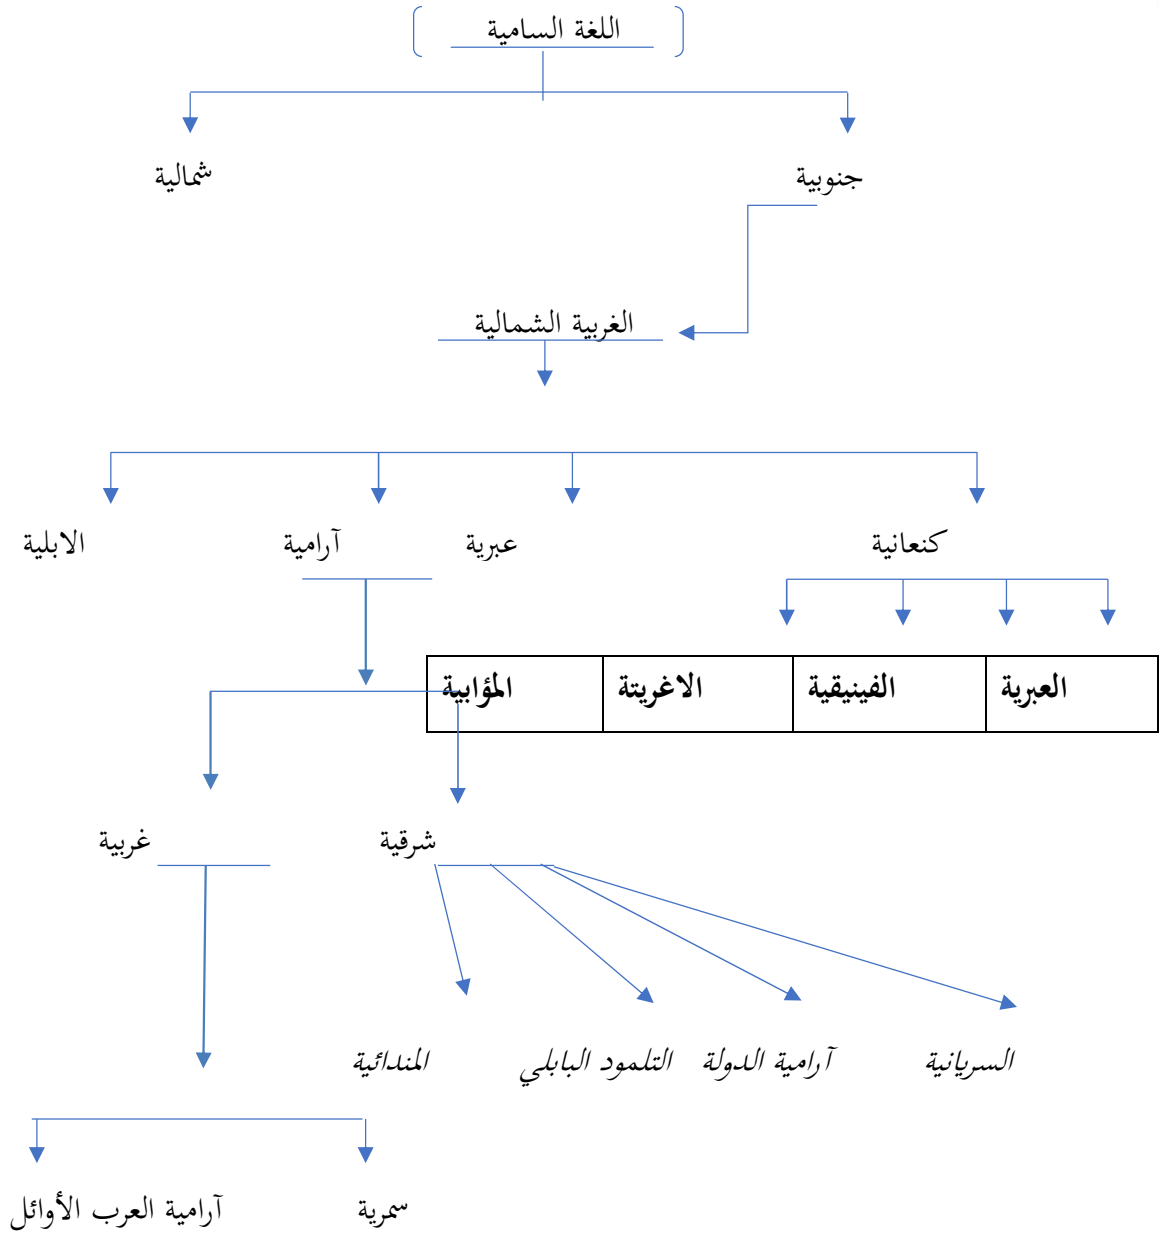 اللغة السامية
جنوبية شمالية
الغربية الشمالية
كنعانية عبرية آرامية الابلية
العبرية الفينيقية الاغريتة المؤابية
شرقية غربية
السريانية آرامية الدولة التلمود البابلي المندائية
سمرية آرامية العرب الأوائل